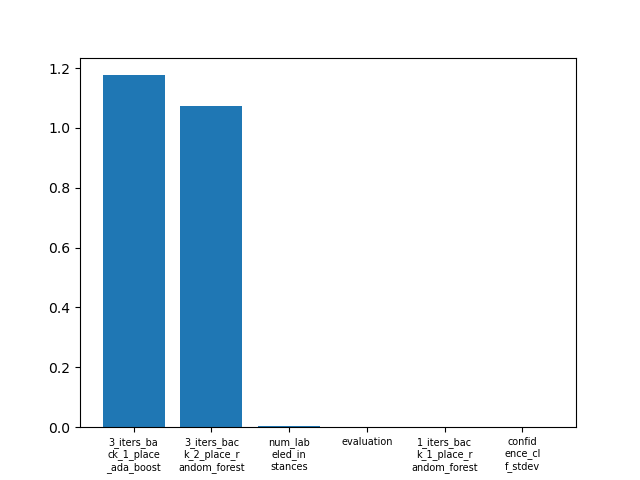 1.2
1.0
0.8
0.6
0.4
0.2
0.0
3_iters_ba
ck_1_place
_ada_boost
3_iters_bac
k_2_place_r
andom_forest
num_lab
eled_in
stances
evaluation
1_iters_bac
k_1_place_r
andom_forest
confid
ence_cl
f_stdev